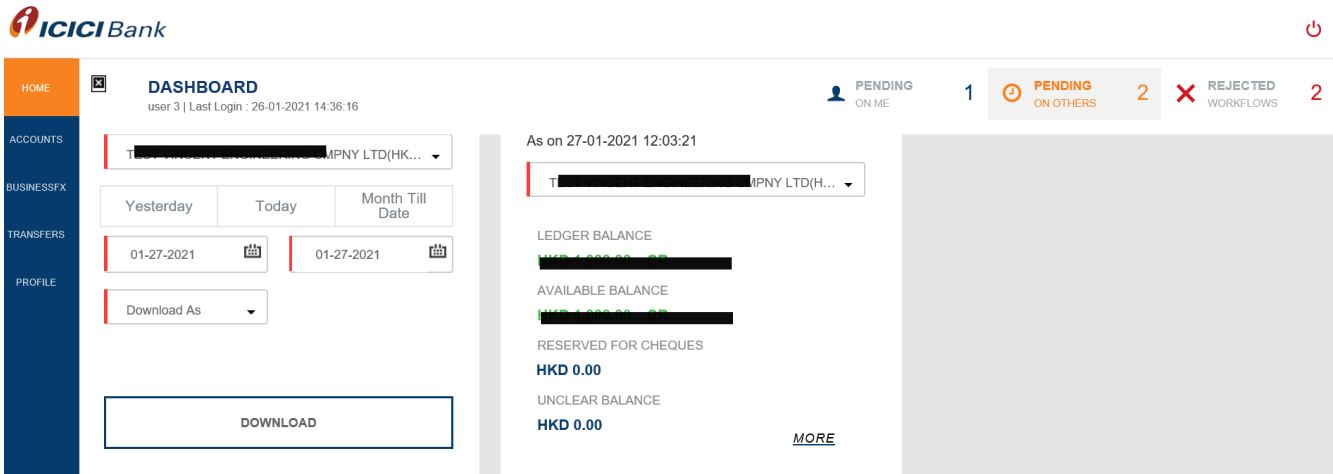 ICICI Bank
HOME
DASHBOARD
user 3 | Last Login : 26-01-2021 14:36:16
PENDING
ON ME
1
PENDING
ON OTHERS
2
REJECTED
WORKFLOWS
2
ACCOUNTS
BUSINESSFX
TRANSFERS
PROFILE
MPNY LTD(HK...
Yesterday
Today
Month Till
Date
01-27-2021
01-27-2021
Download As
DOWNLOAD
As on 27-01-2021 12:03:21
MPNY LTD(H...
LEDGER BALANCE
AVAILABLE BALANCE
RESERVED FOR CHEQUES
HKD 0.00
UNCLEAR BALANCE
HKD 0.00
MORE